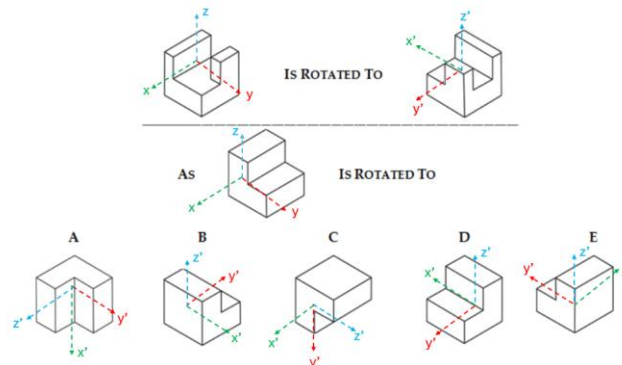 z z'
x' 
x y IS ROTATED TO y'
z
AS IS ROTATED TO
x y
A B C D E
z' y' z' x' z' y' z'
z' y' x' x' z' y'
x' y'